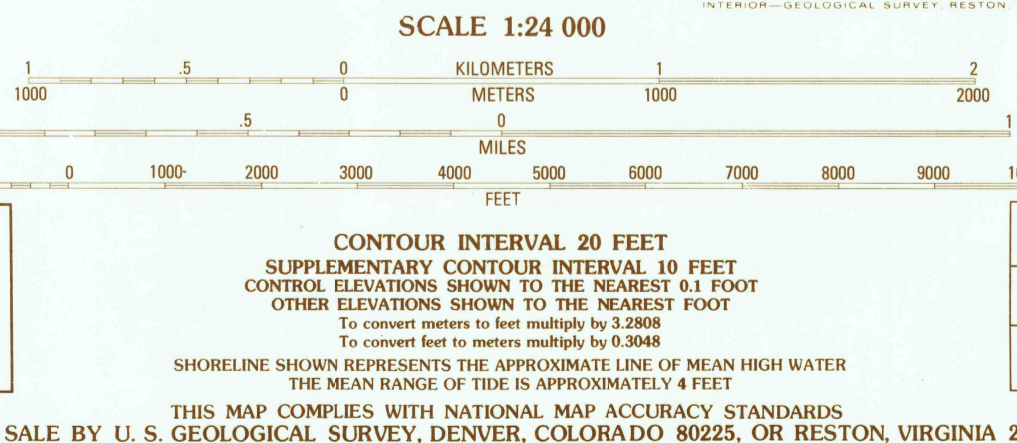 INTERIOR—GEOLOGICAL SURVEY, RESTON,
SCALE 1:24 000
1 .5 0 KILOMETERS 1 2
1000 0 METERS 1000 2000
.5 0 1
MILES
0 1000 2000 3000 4000 5000 6000 7000 8000 9000
FEET
CONTOUR INTERVAL 20 FEET
SUPPLEMENTARY CONTOUR INTERVAL 10 FEET
CONTROL ELEVATIONS SHOWN TO THE NEAREST 0.1 FOOT
OTHER ELEVATIONS SHOWN TO THE NEAREST FOOT
To convert meters to feet multiply by 3.2808
To convert feet to meters multiply by 0.3048
SHORELINE SHOWN REPRESENTS THE APPROXIMATE LINE OF MEAN HIGH WATER
THE MEAN RANGE OF TIDE IS APPROXIMATELY 4 FEET
THIS MAP COMPLIES WITH NATIONAL MAP ACCURACY STANDARDS
SALE BY U. S. GEOLOGICAL SURVEY, DENVER, COLORADO 80225, OR RESTON, VIRGINIA